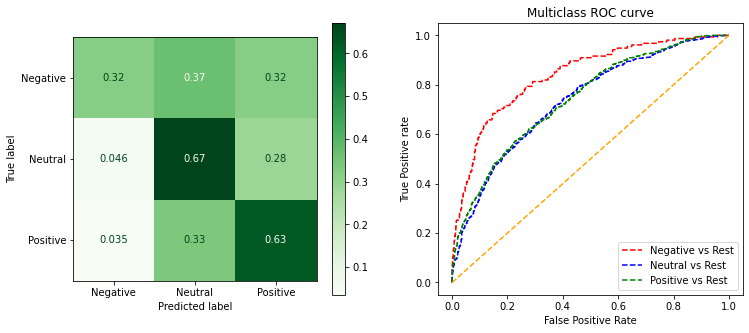 Negative
0.32
0.37
0.32
Neutral
0.046
0.67
0.28
Positive
0.035
0.33
0.63
Negative
Neutral
Positive
Predicted label
True label
0.6
0.5
0.4
0.3
0.2
0.1
Multiclass ROC curve
1.0
0.8
0.6
0.4
0.2
0.0
True Positive rate
Negative vs Rest
Neutral vs Rest
Positive vs Rest
0.0
0.2
0.4
0.6
0.8
1.0
False Positive Rate